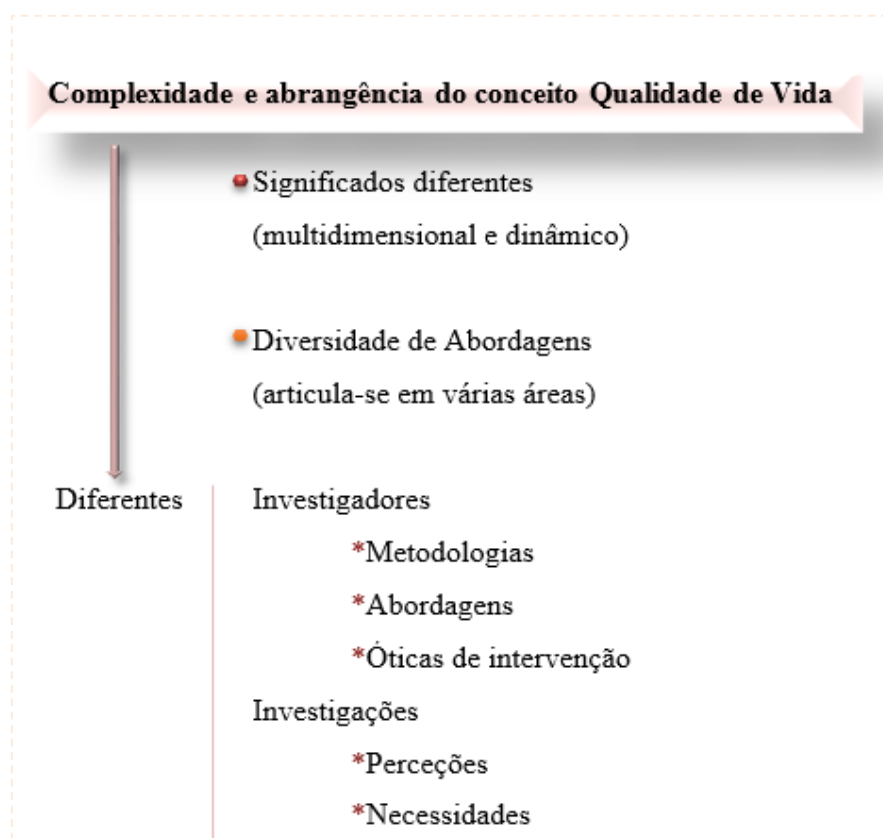 Complexidade e abrangência do conceito Qualidade de Vida
Significados diferentes
(multidimensional e dinâmico)
Diversidade de Abordagens
(articula-se em várias áreas)
Diferentes
Investigadores
*Metodologias
*Abordagens
*Óticas de intervenção
Investigações
*Perceções
*Necessidades